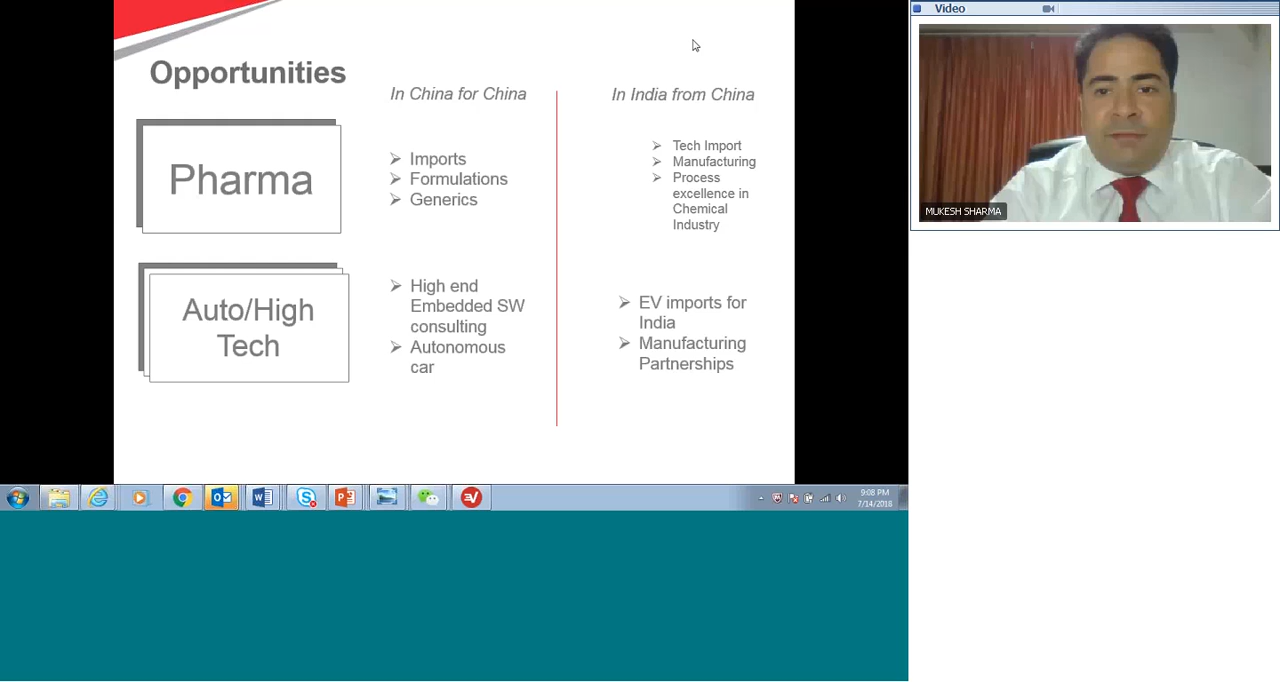 Opportunities
In China for China
In India from China
Pharma
Imports
Formulations
Generics
Tech Import
Manufacturing
Process
excellence in
Chemical
Industry
Auto/High
Tech
High end
Embedded SW
consulting
Autonomous
car
EV imports for
India
Manufacturing
Partnerships
Video
MUKESH SHARMA
9:08 PM
7/14/2018